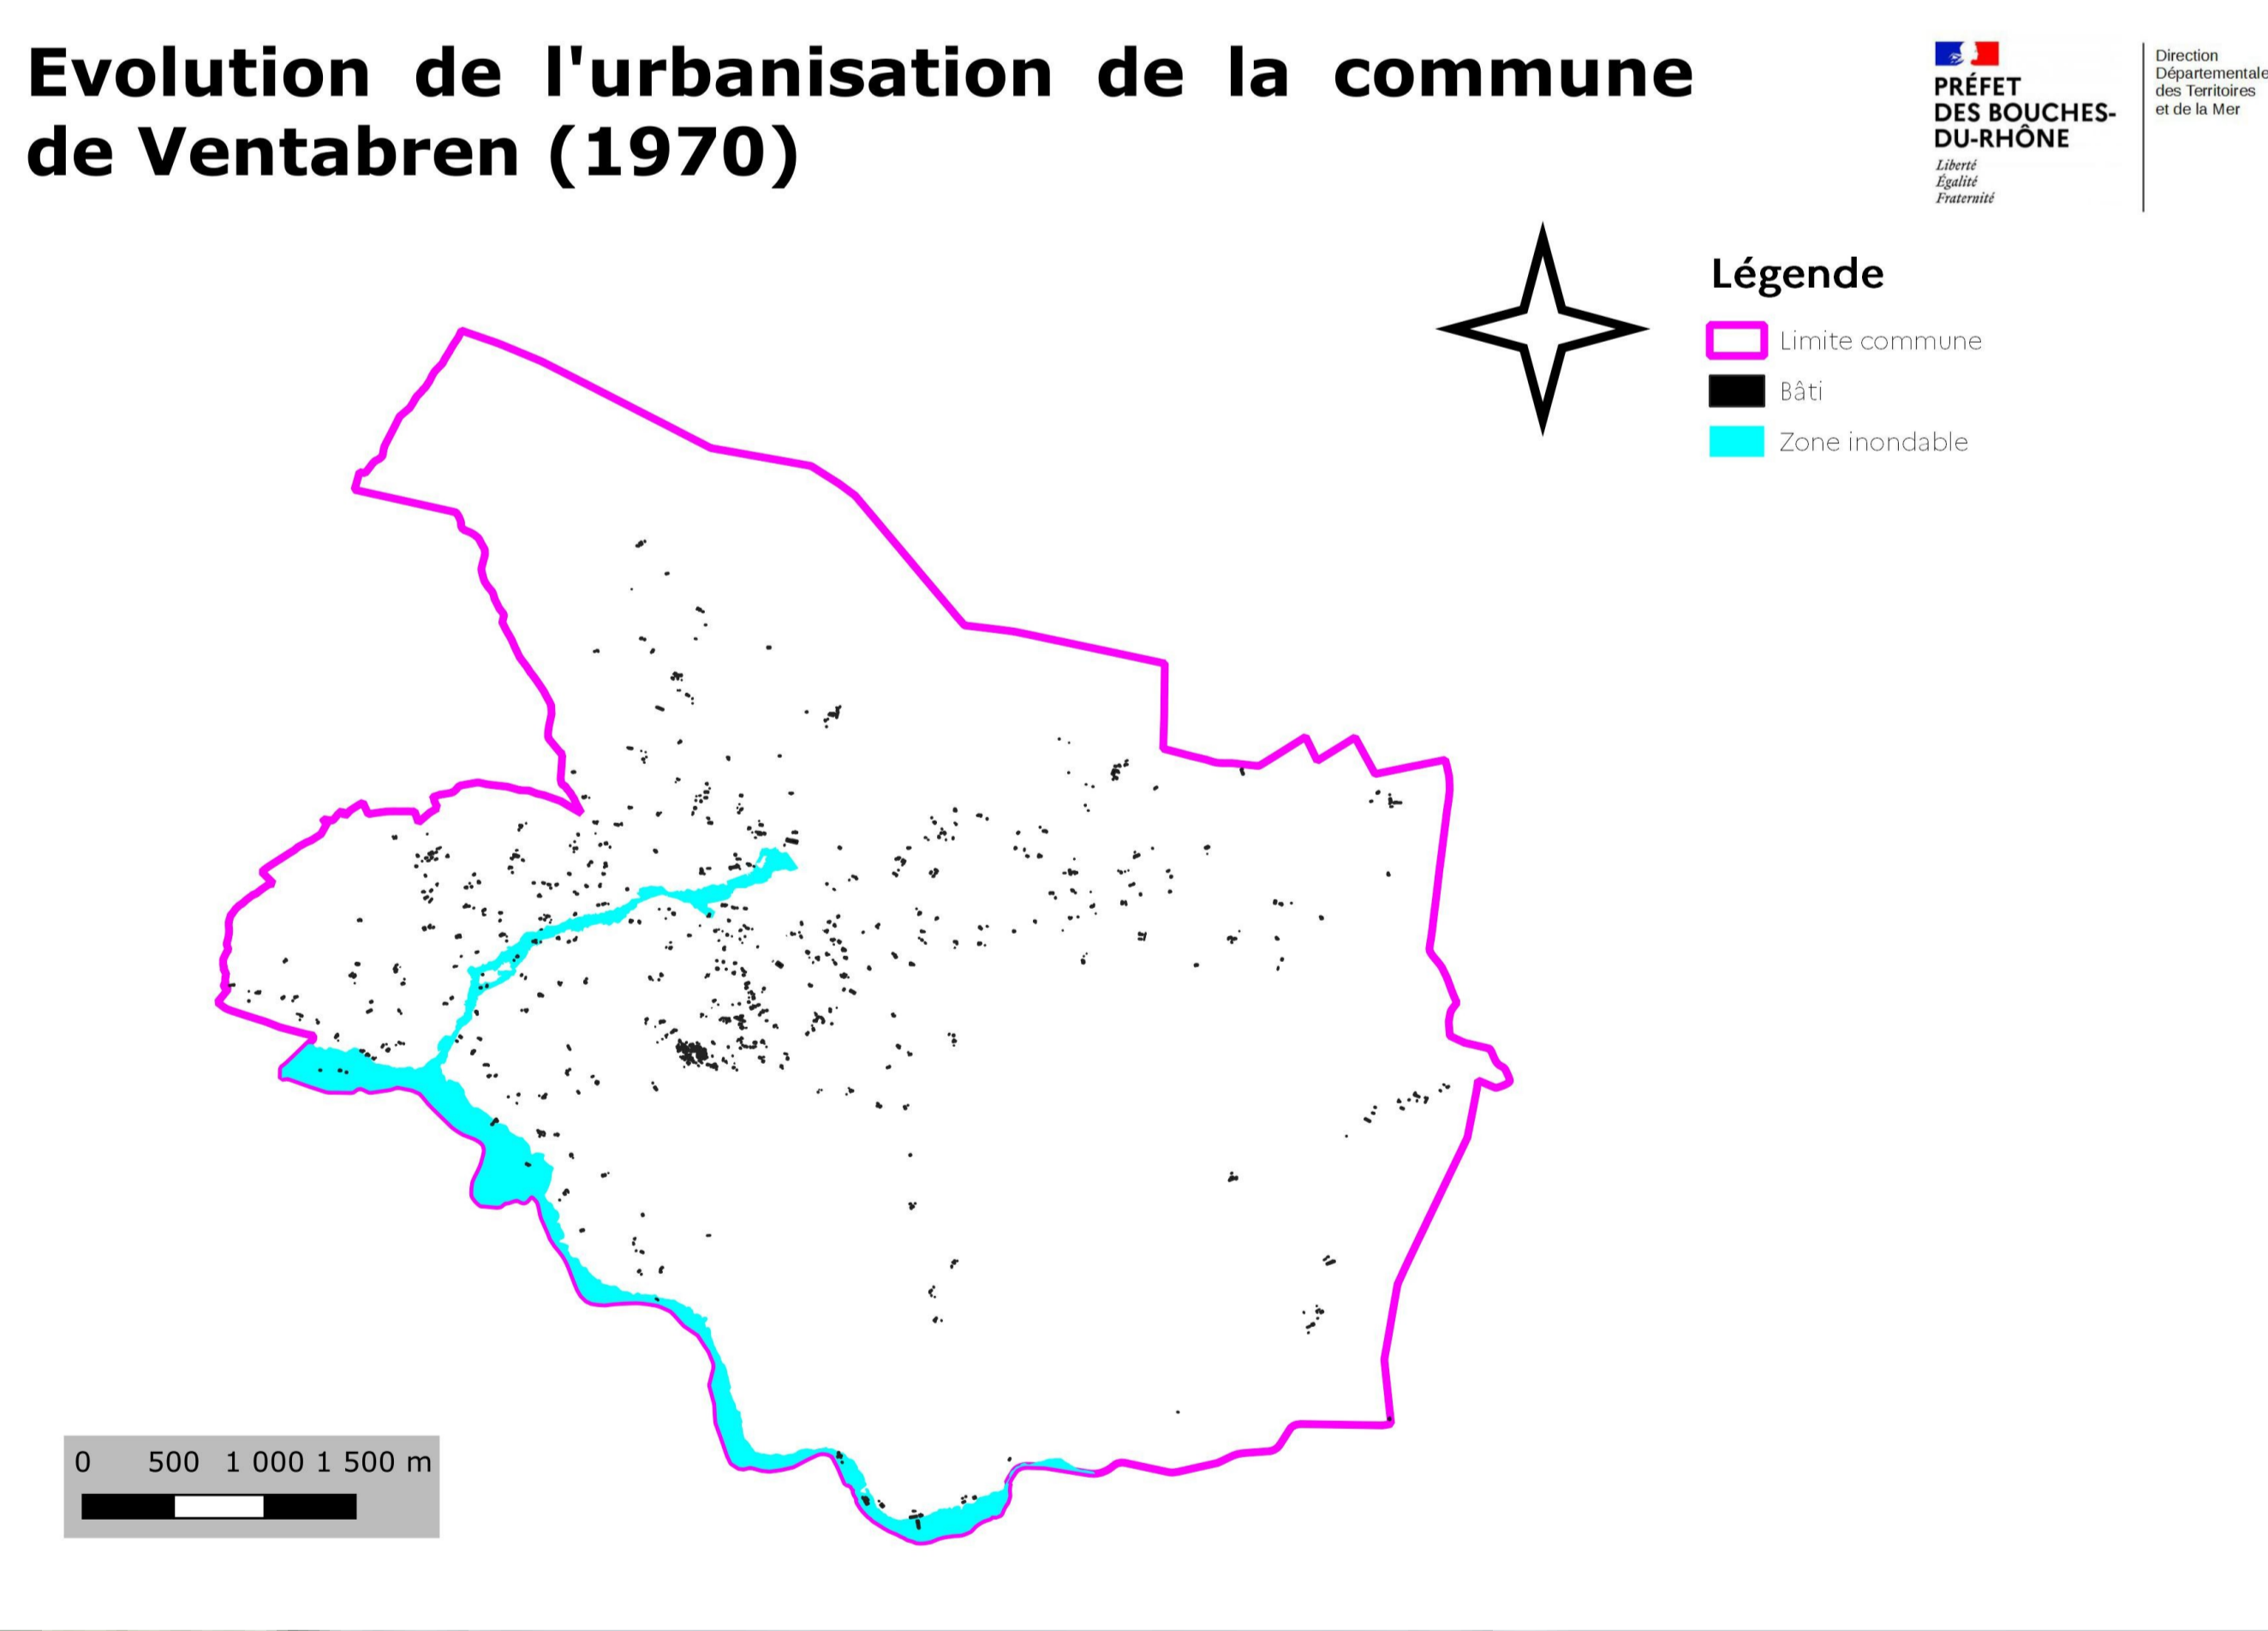 Evolution de l'urbanisation de la commune
de Ventabren (1970)
PRÉFET
DES BOUCHES-
DU-RHÔNE
Liberté
Égalité
Fraternité
Direction
Départementale
des Territoires
et de la Mer
Légende
Limite commune
Bâti
Zone inondable
0 500 1 000 1 500 m